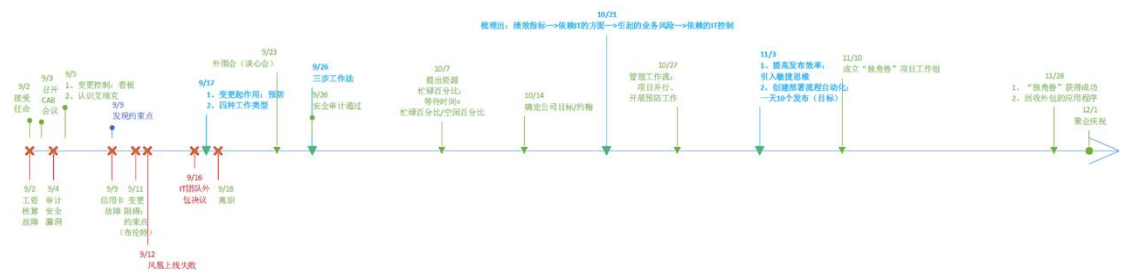 9/2
接受
任命
9/3
召开
CAB
会议
9/5
1、变更控制：看板
2、认识艾瑞克
9/9
发现约束点
9/17
1、变更起作用：预防
2、四种工作类型
9/23
外围会（谈心会）
9/26
三步工作法
9/26
安全审计通过
10/7
提出资源
忙碌百分比：
等待时间=
忙碌百分比/空闲百分比
10/14
确定公司目标/约翰
10/21
梳理出：绩效指标—>依赖IT的方面—>引起的业务风险—>依赖的IT控制
10/27
管理工作流：
项目并行、
开展预防工作
11/3
1、提高发布效率：
引入敏捷思维
2、创建部署流程自动化：
一天10个发布（目标）
11/10
成立“独角兽”项目工作组
11/28
1、“独角兽”获得成功
2、回收外包的应用程序
12/1
聚会庆祝
9/2
工资
核算
故障
9/4
审计
安全
漏洞
9/9
信用卡
故障
9/11
变更
阻碍：
约束点
（布伦特）
9/12
凤凰上线失败
9/16
IT团队外
包决议
9/18
离职